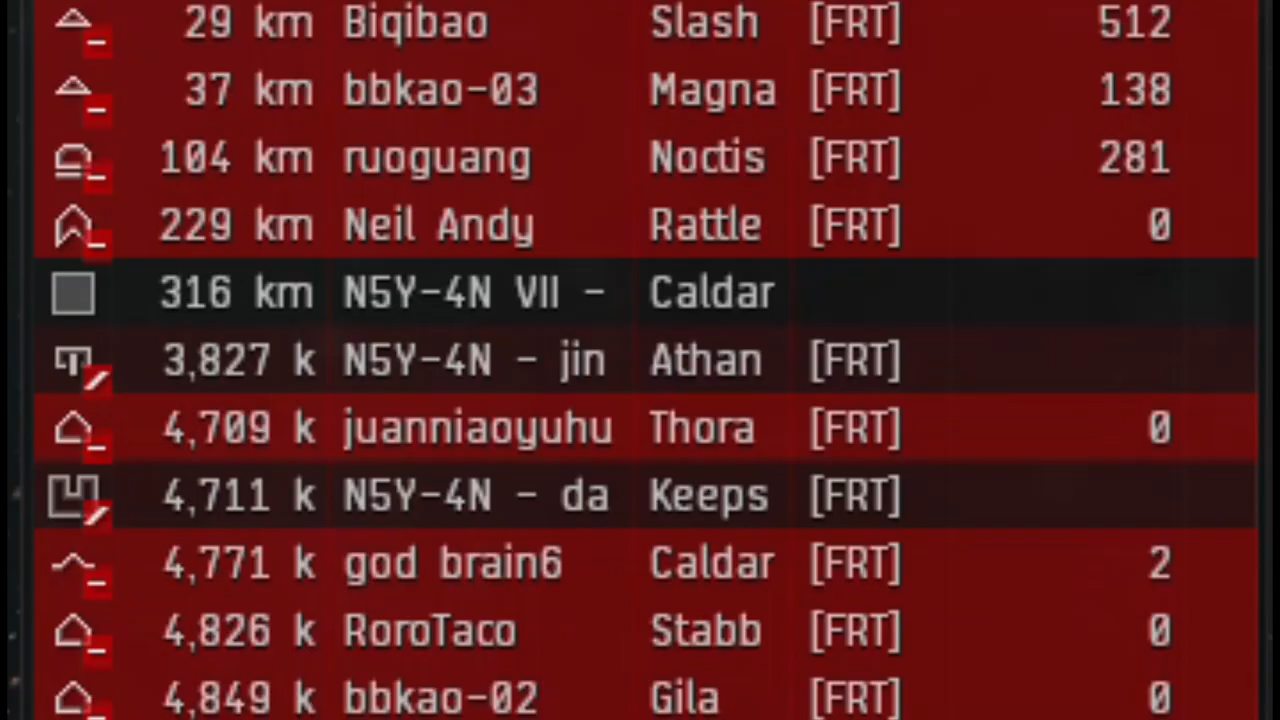 29 km Biqibao Slash [FRT] 512
37 km bbkao-03 Magna [FRT] 138
104 km ruoguang Noctis [FRT] 281
229 km Neil Andy Rattle [FRT] 0
316 km N5Y-4N VII - Caldar
3,827 k N5Y-4N - jin Athan [FRT]
4,709 k juanniaoyuhu Thora [FRT] 0
4,711 k N5Y-4N - da Keeps [FRT]
4,771 k god brain6 Caldar [FRT] 2
4,826 k RoroTaco Stabb [FRT] 0
4,849 k bbkao-02 Gila [FRT] 0